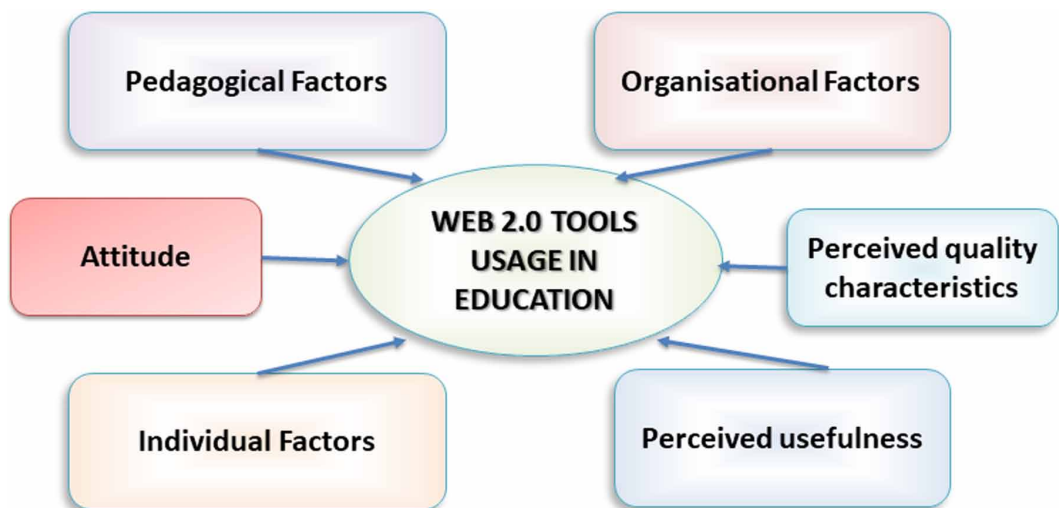 Pedagogical Factors
Organisational Factors
WEB 2.0 TOOLS
USAGE IN
EDUCATION
Attitude
Perceived quality
characteristics
Individual Factors
Perceived usefulness